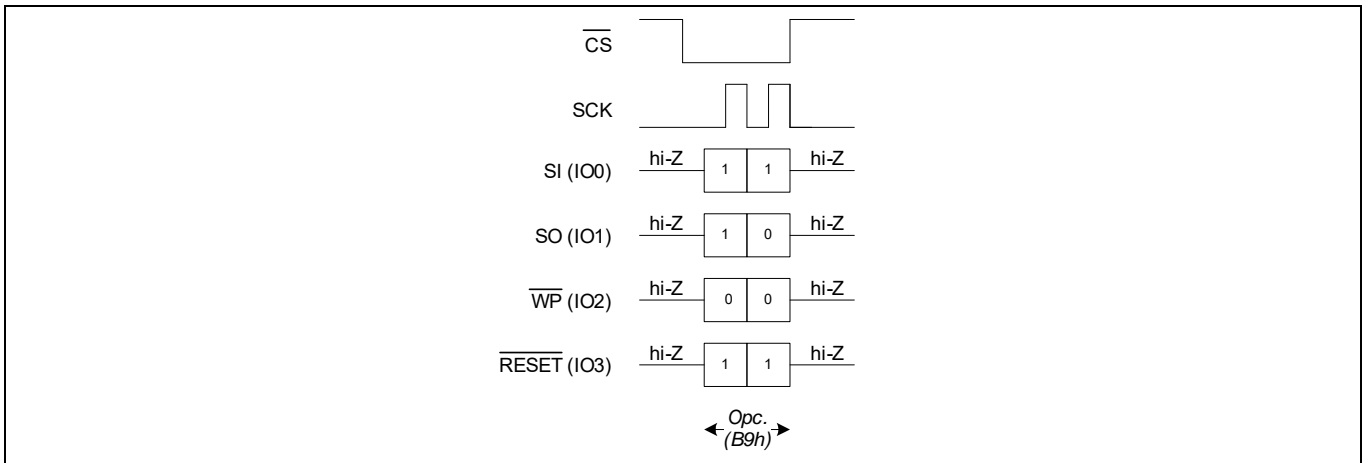 CS
SCK
SI (IO0) hi-Z 1 1 hi-Z
SO (IO1) hi-Z 1 0 hi-Z
WP (IO2) hi-Z 0 0 hi-Z
RESET (IO3) hi-Z 1 1 hi-Z
Opc.
(B9h)